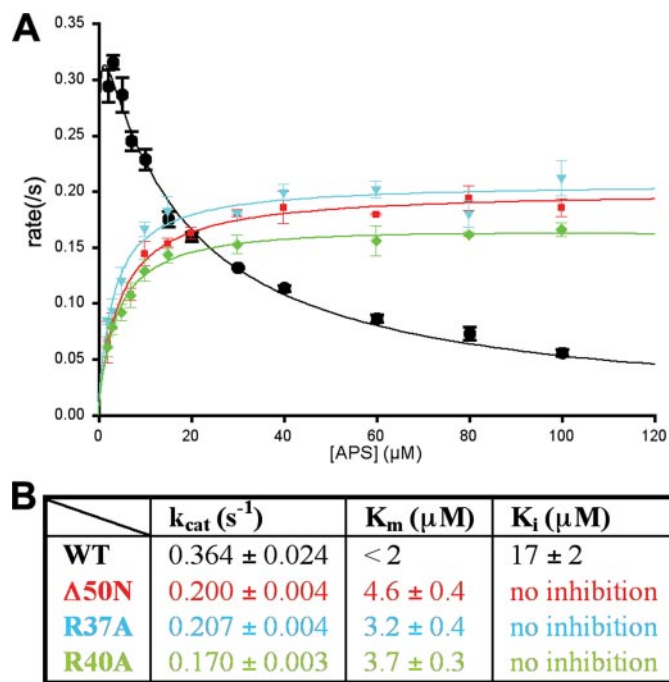 A
0.35
0.30
0.25
0.20
0.15
0.10
0.05
0.00
rate(/s)
0 20 40 60 80 100 120
[APS] (µM)
B
kcat (s-1) Km (µM) Ki (µM)
WT 0.364 ± 0.024 < 2 17 ± 2
Δ50N 0.200 ± 0.004 4.6 ± 0.4 no inhibition
R37A 0.207 ± 0.004 3.2 ± 0.4 no inhibition
R40A 0.170 ± 0.003 3.7 ± 0.3 no inhibition